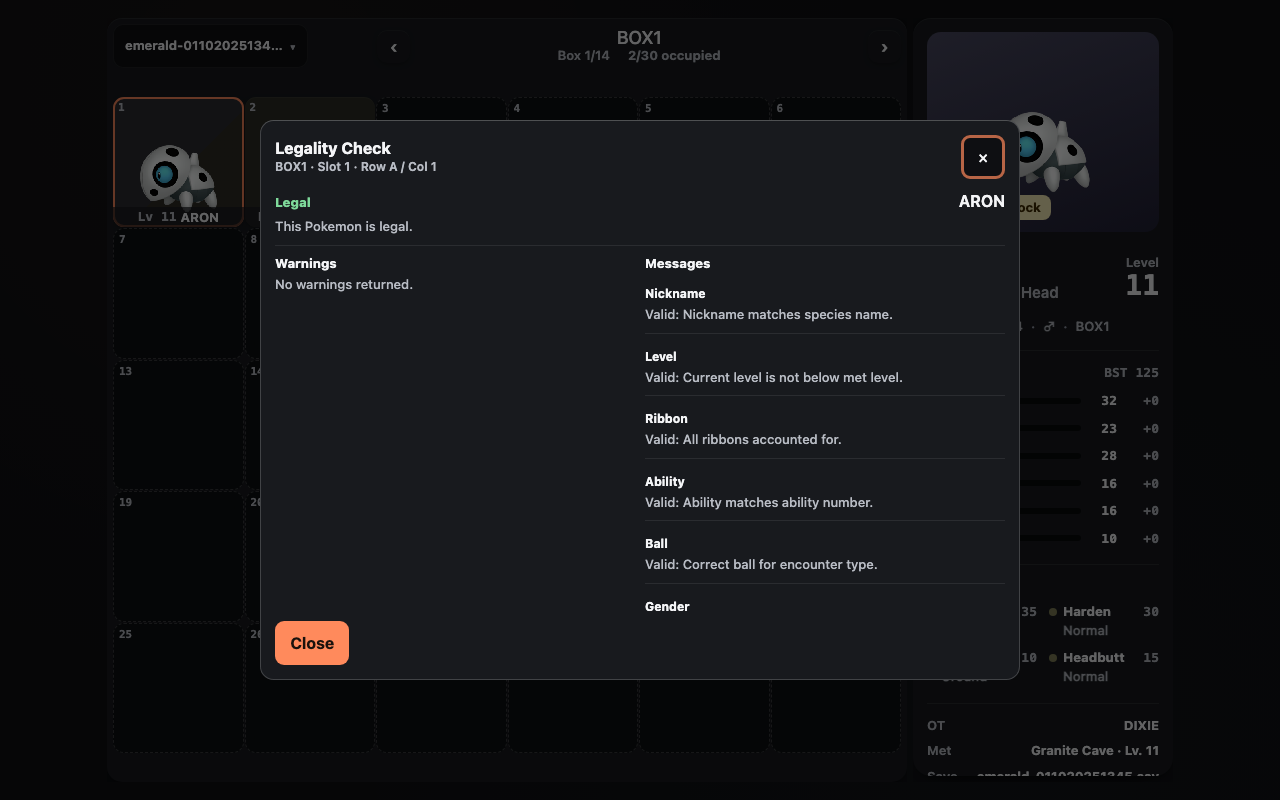 emerald-01102025134... ▾
‹
BOX1
Box 1/14 2/30 occupied
›
1
2
3
4
5
6
Lv 11 ARON
7
8
13
19
25
Legality Check
BOX1 · Slot 1 · Row A / Col 1
×
Legal
ARON
This Pokemon is legal.
Warnings
No warnings returned.
Messages
Nickname
Valid: Nickname matches species name.
Level
Valid: Current level is not below met level.
Ribbon
Valid: All ribbons accounted for.
Ability
Valid: Ability matches ability number.
Ball
Valid: Correct ball for encounter type.
Gender
Close
Level
11
Head
· ♂ · BOX1
BST 125
32 +0
23 +0
28 +0
16 +0
16 +0
10 +0
35 Harden 30
Normal
10 Headbutt 15
Normal
OT DIXIE
Met Granite Cave · Lv. 11